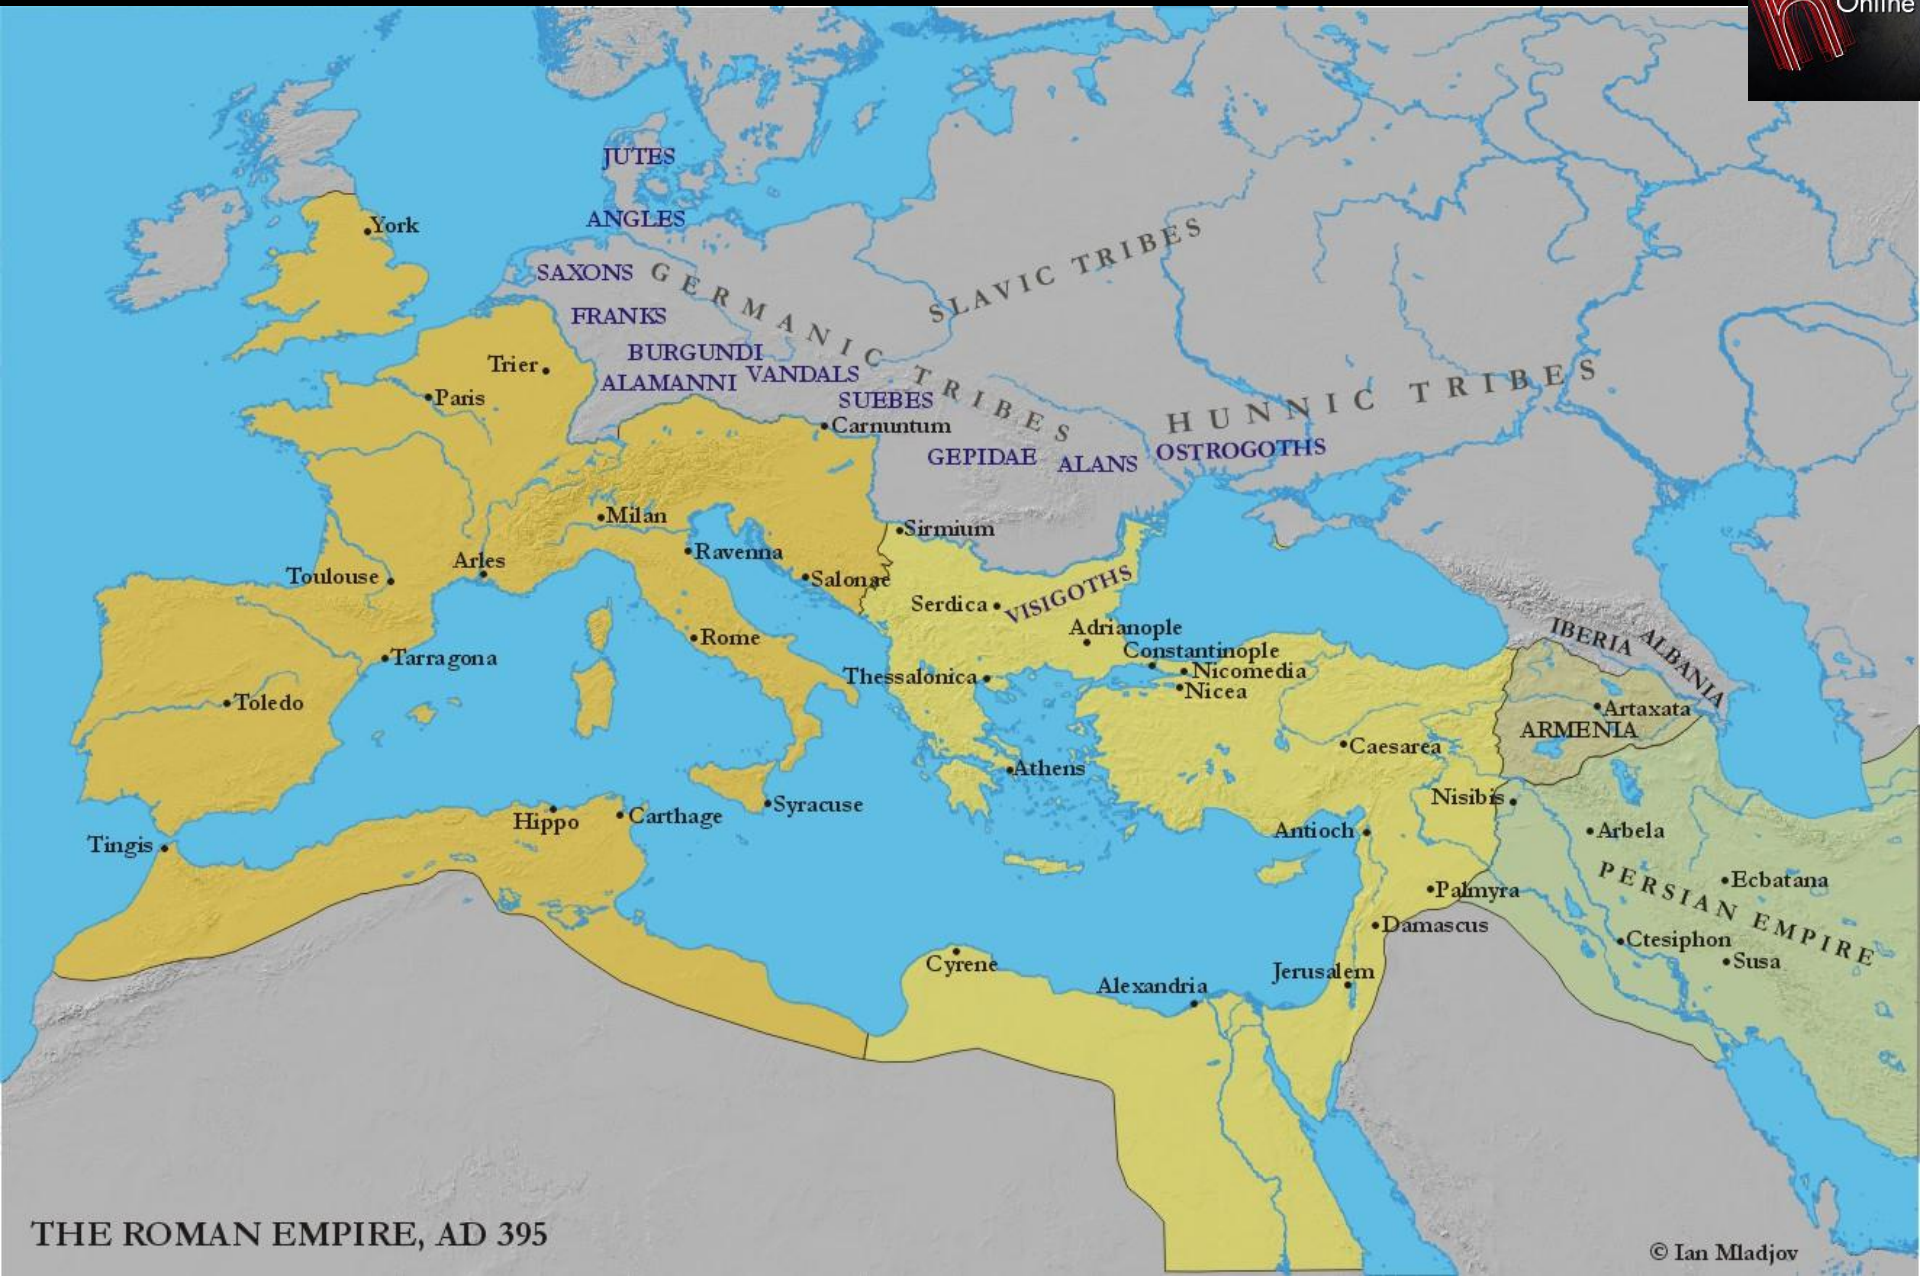 Online
JUTES
York
ANGLES
SLAVIC TRIBES
SAXONS
GERMANIC TRIBES
FRANKS
BURGUNDI
Trier
VANDALS
ALAMANNI
HUNNIC TRIBES
Paris
SUEBES
Carnuntum
OSTROGOTHS
GEPIDAE
ALANS
Milan
Sirmium
Ravenna
Arles
Toulouse
Salonae
VISIGOTHS
Serdica
Adrianople
IBERIA
ALBANIA
Rome
Constantinople
Tarragona
Nicomedia
Thessalonica
Nicea
Toledo
Artaxata
ARMENIA
Caesarea
Athens
Nisibis
Syracuse
Carthage
Hippo
Antioch
Arbela
Tingis
PERSIAN EMPIRE
Ecbatana
Palmyra
Damascus
Ctesiphon
Susa
Cyrene
Jerusalem
Alexandria
THE ROMAN EMPIRE, AD 395
© Ian Mladjov